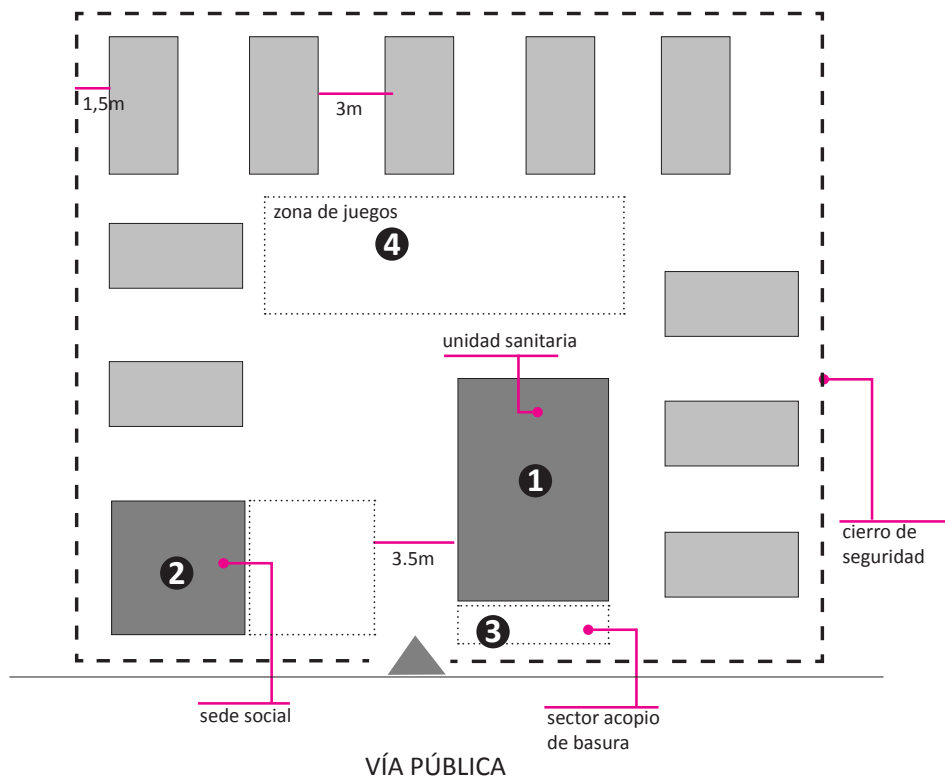 1,5m
3m
zona de juegos
4
unidad sanitaria
1
cierro de
seguridad
3.5m
2
3
sede social
sector acopio
de basura
VÍA PÚBLICA